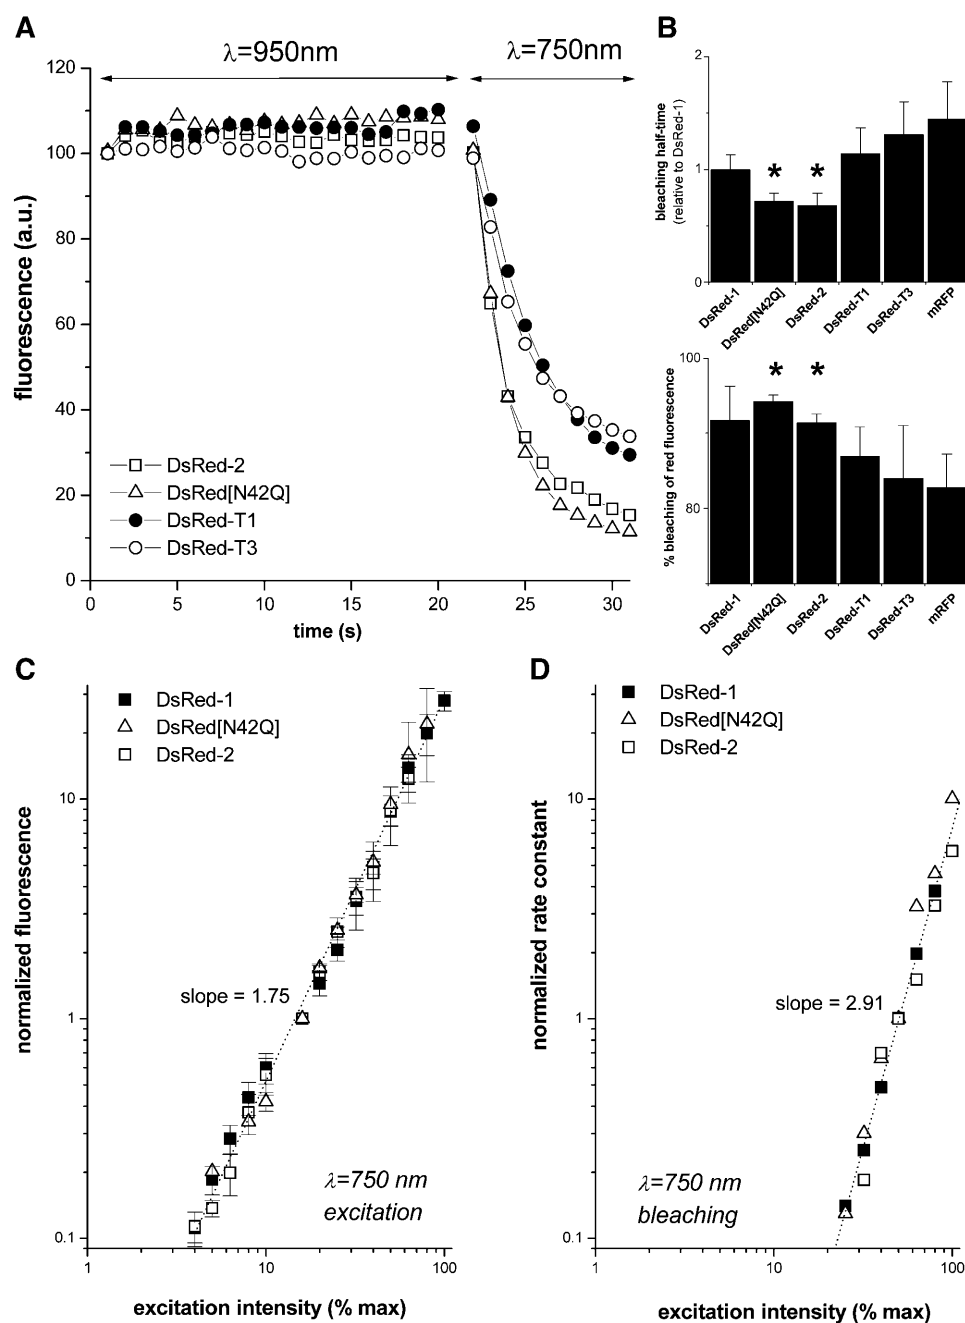 A
λ=950nm
λ=750nm
120
100
80
60
40
20
0
fluorescence (a.u.)
DsRed-2
DsRed[N42Q]
DsRed-T1
DsRed-T3
0
5
10
15
20
25
30
time (s)
B
2
1
0
bleaching half-time
(relative to DsRed-1)
*
*
DsRed-1
DsRed[N42Q]
DsRed-2
DsRed-T1
DsRed-T3
mRFP
100
80
% bleaching of red fluorescence
*
*
DsRed-1
DsRed[N42Q]
DsRed-2
DsRed-T1
DsRed-T3
mRFP
C
DsRed-1
DsRed[N42Q]
DsRed-2
10
1
0.1
normalized fluorescence
slope = 1.75
λ=750 nm
excitation
1
10
100
excitation intensity (% max)
D
DsRed-1
DsRed[N42Q]
DsRed-2
10
1
0.1
normalized rate constant
slope = 2.91
λ=750 nm
bleaching
1
10
100
excitation intensity (% max)